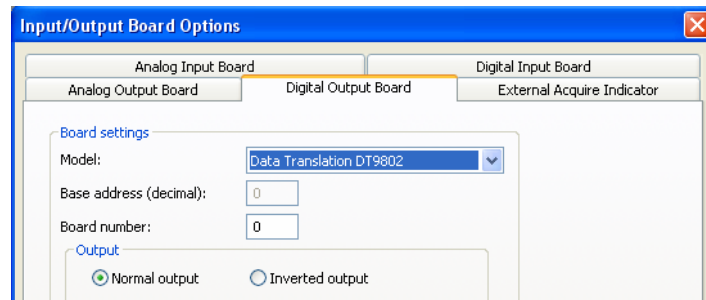 Input/Output Board Options
Analog Input Board Digital Input Board
Analog Output Board Digital Output Board External Acquire Indicator
Board settings
Model: Data Translation DT9802
Base address (decimal): 0
Board number: 0
Output
Normal output Inverted output